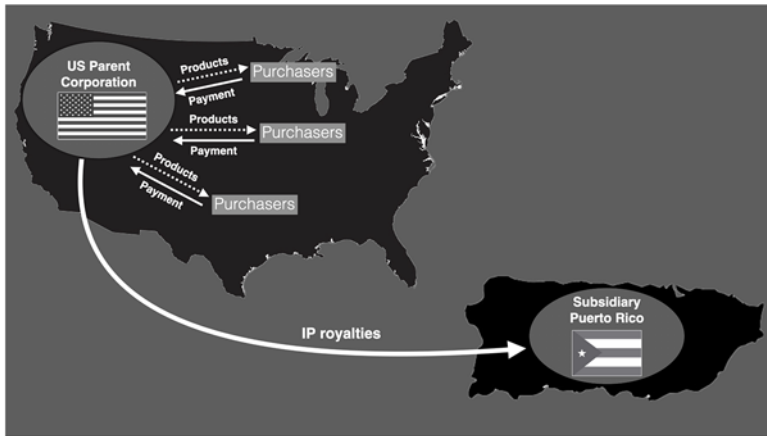 US Parent
Corporation
Products
Purchasers
Payment
Products
Purchasers
Payment
Products
Payment
Purchasers
Subsidiary
Puerto Rico
IP royalties